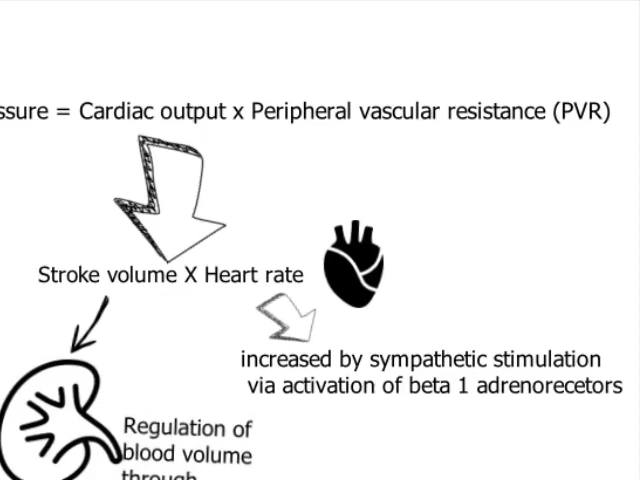 ssure = Cardiac output x Peripheral vascular resistance (PVR)
Stroke volume X Heart rate
increased by sympathetic stimulation
via activation of beta 1 adrenorecetors
Regulation of
blood volume
through